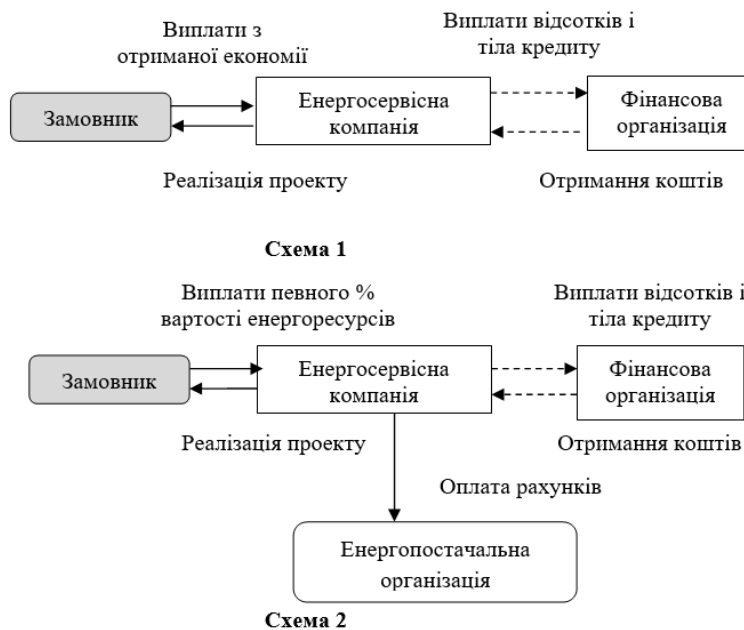 Виплати з
отриманої економії
Виплати відсотків і
тіла кредиту
Замовник
Енергосервісна
компанія
Фінансова
організація
Реалізація проекту
Отримання коштів
Схема 1
Виплати певного %
вартості енергоресурсів
Виплати відсотків і
тіла кредиту
Замовник
Енергосервісна
компанія
Фінансова
організація
Реалізація проекту
Отримання коштів
Оплата рахунків
Енергопостачальна
організація
Схема 2